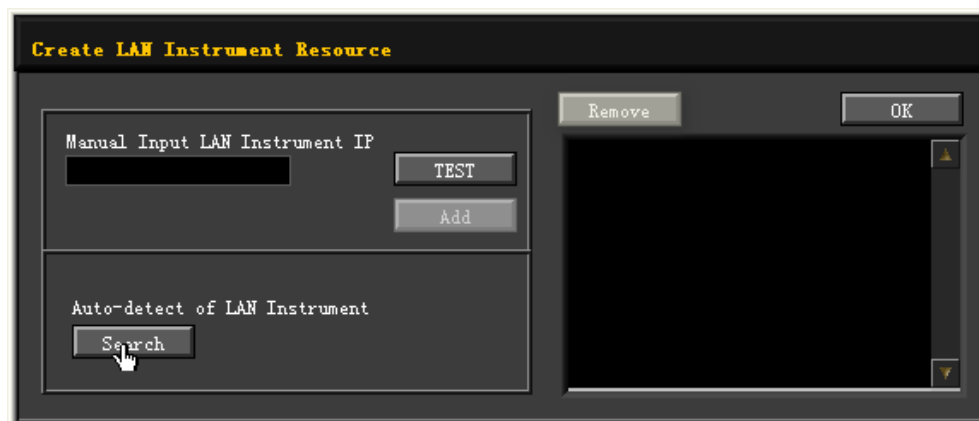 Create LAN Instrument Resource
Remove
OK
Manual Input LAN Instrument IP
TEST
Add
Auto-detect of LAN Instrument
Search